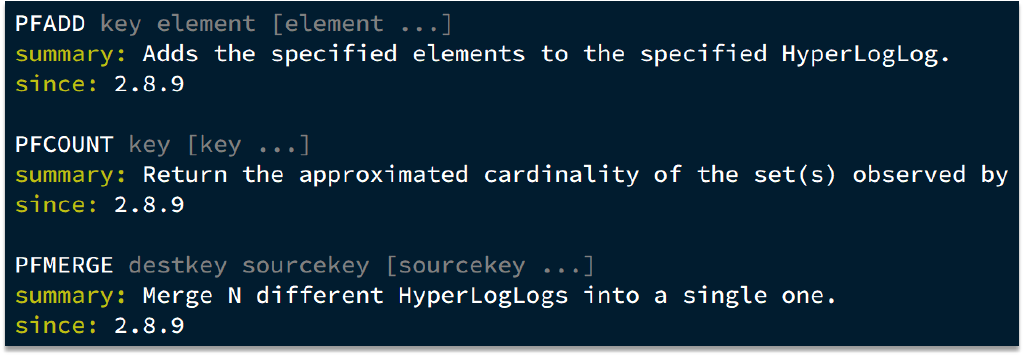 PFADD key element [element ...]
summary: Adds the specified elements to the specified HyperLogLog.
since: 2.8.9
PFCOUNT key [key ...]
summary: Return the approximated cardinality of the set(s) observed by
since: 2.8.9
PFMERGE destkey sourcekey [sourcekey ...]
summary: Merge N different HyperLogLogs into a single one.
since: 2.8.9